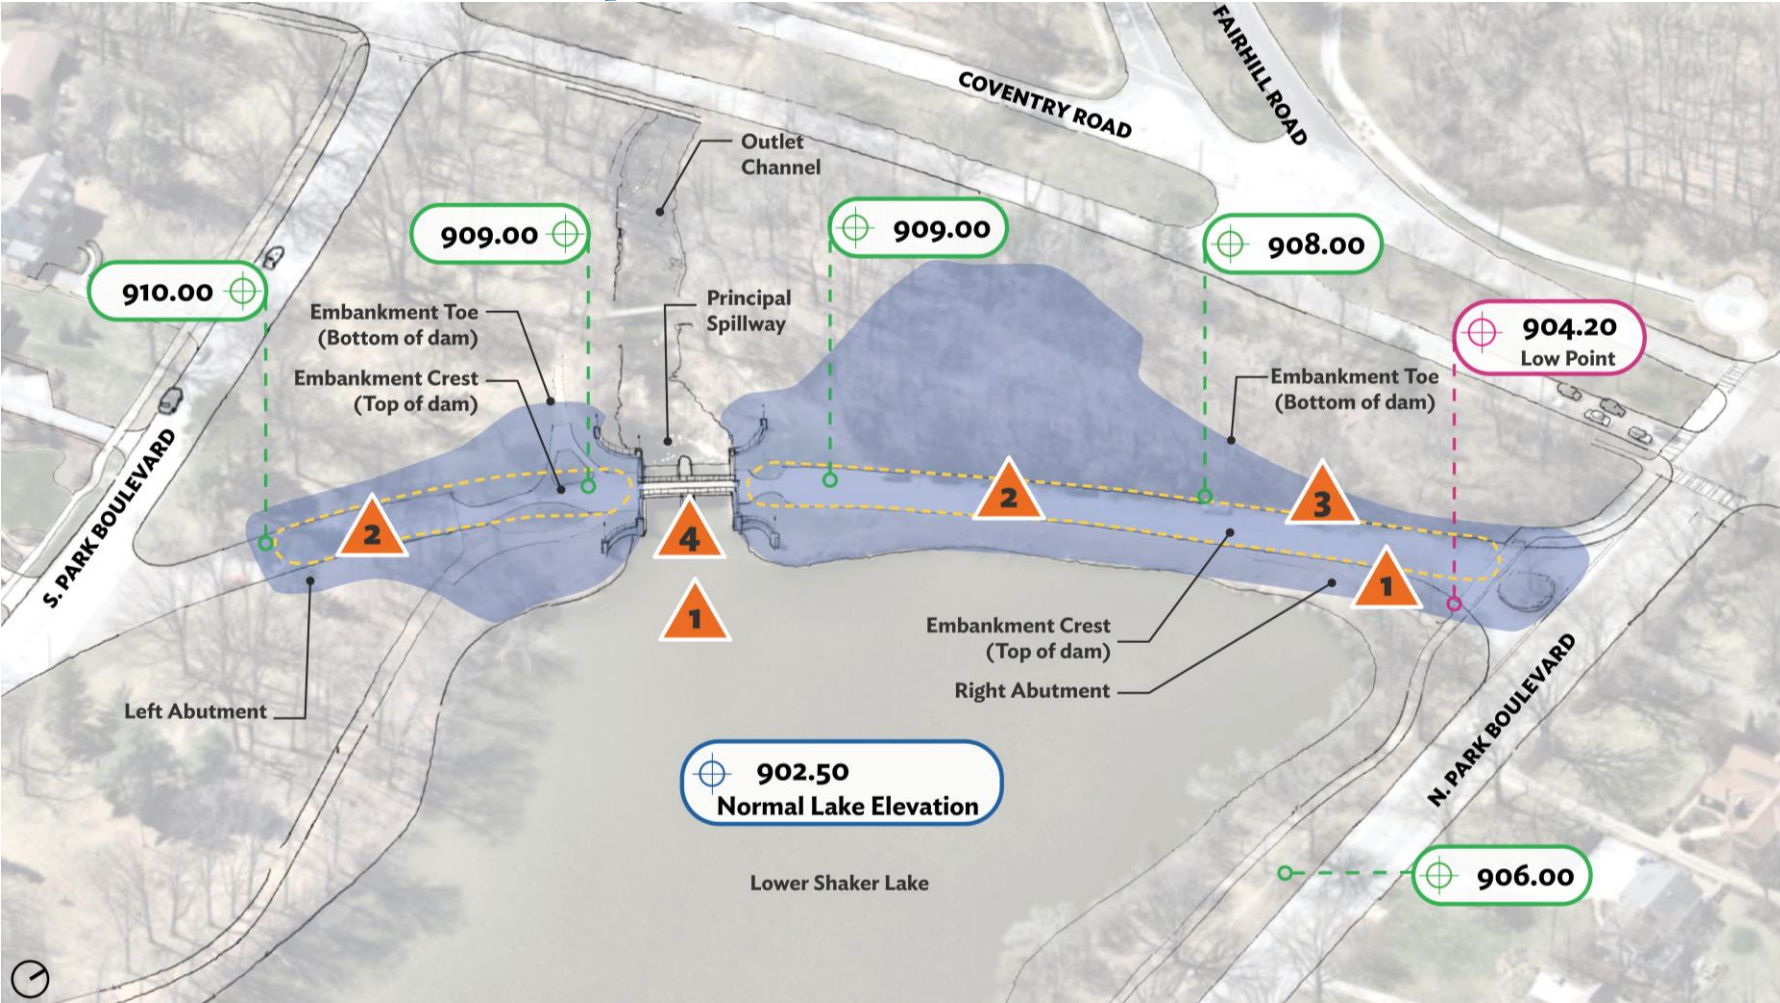 FAIRHILL ROAD
COVENTRY ROAD
Outlet
Channel
909.00
909.00
908.00
910.00
Embankment Toe
(Bottom of dam)
Principal
Spillway
904.20
Low Point
Embankment Crest
(Top of dam)
Embankment Toe
(Bottom of dam)
S. PARK BOULEVARD
2
4
2
3
1
1
Embankment Crest
(Top of dam)
Right Abutment
Left Abutment
N. PARK BOULEVARD
902.50
Normal Lake Elevation
Lower Shaker Lake
906.00